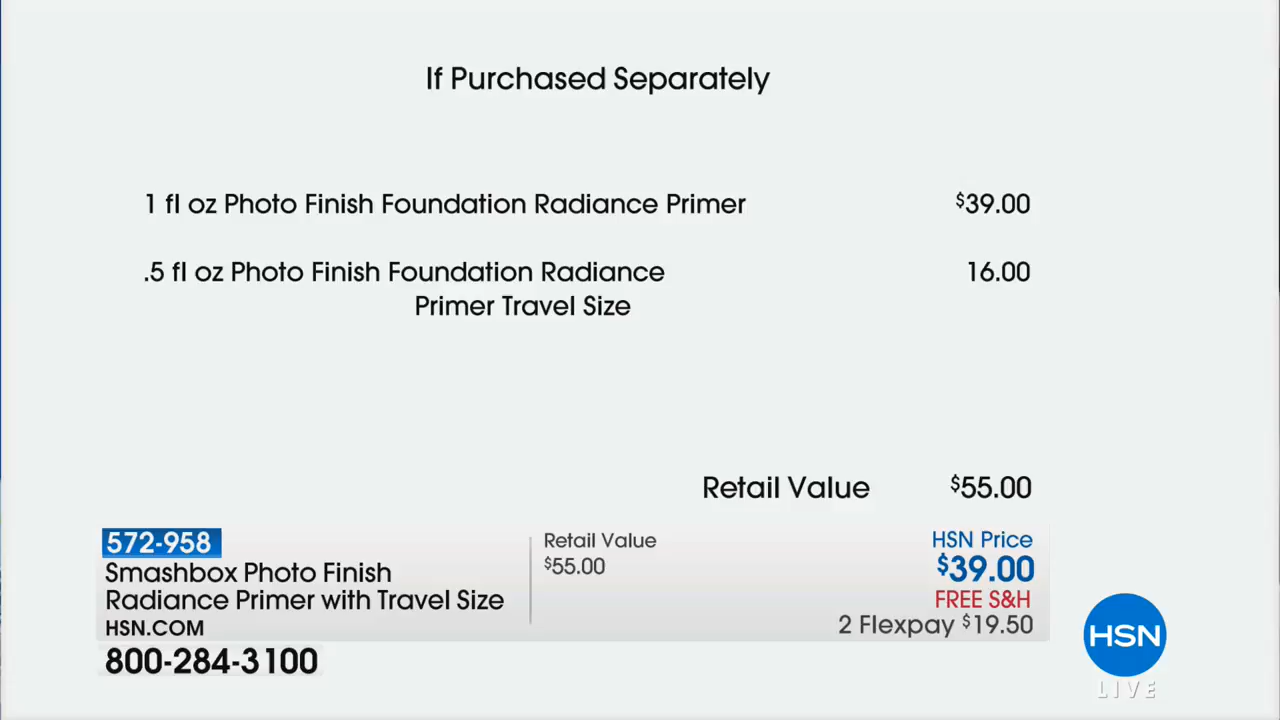 If Purchased Separately
1 fl oz Photo Finish Foundation Radiance Primer $39.00
.5 fl oz Photo Finish Foundation Radiance 16.00
Primer Travel Size
Retail Value $55.00
572-958
Smashbox Photo Finish
Radiance Primer with Travel Size
HSN.COM
800-284-3100
Retail Value
$55.00
HSN Price
$39.00
FREE S&H
2 Flexpay $19.50
HSN
LIVE